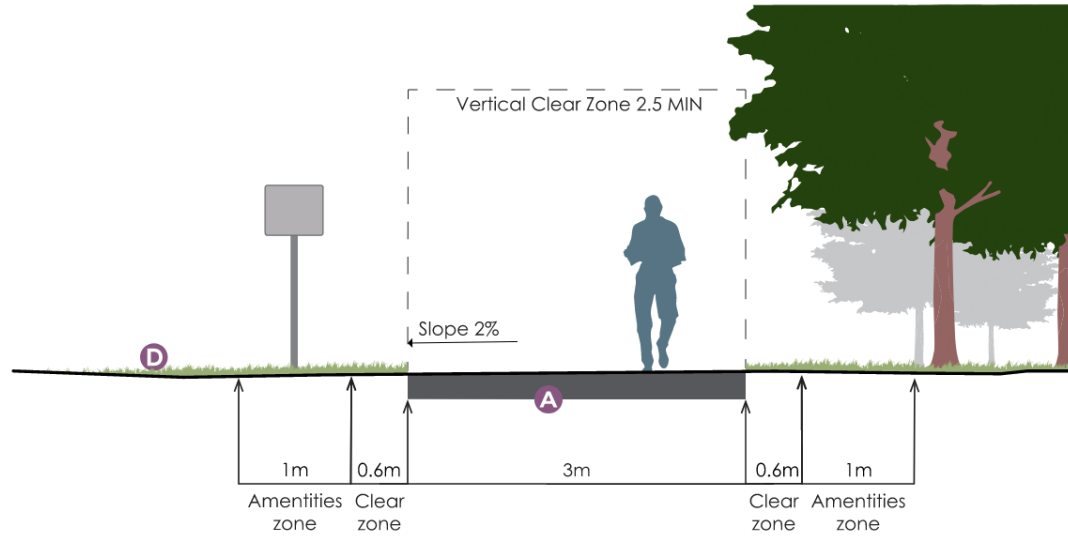 Vertical Clear Zone 2.5 MIN
Slope 2%
D
A
1m
0.6m
3m
0.6m
1m
Amentities
zone
Clear
zone
Clear
zone
Amentities
zone